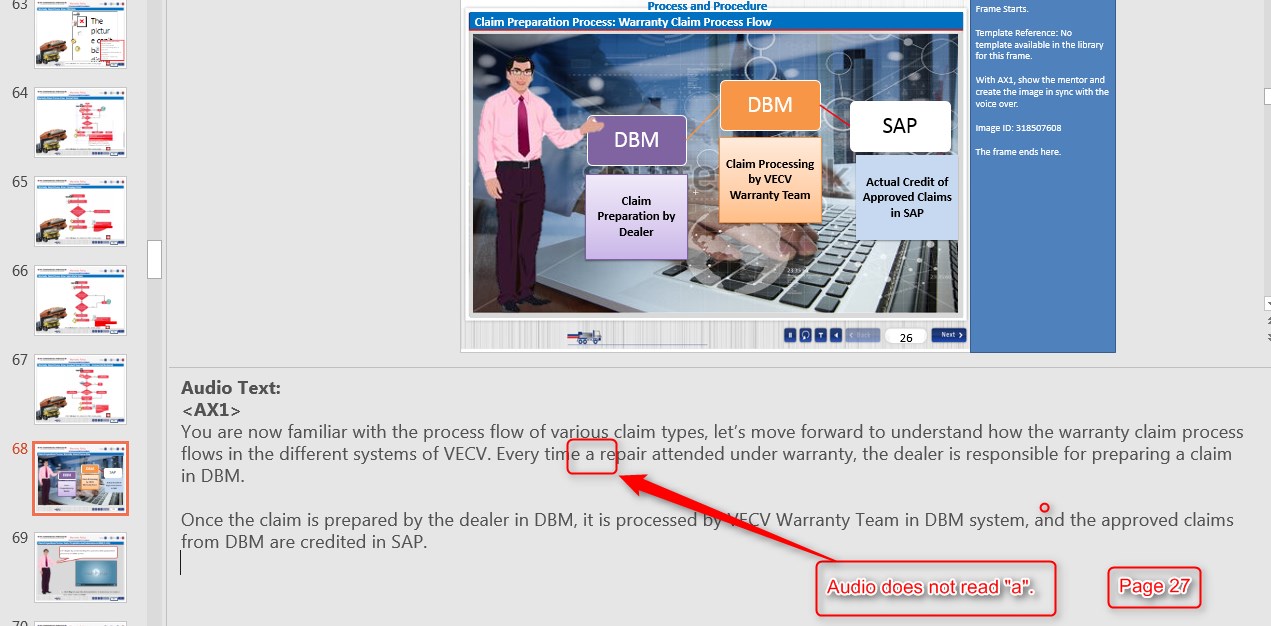 Process and Procedure
Claim Preparation Process: Warranty Claim Process Flow
DBM
DBM
SAP
Claim
Preparation by
Dealer
Claim Processing
by VECV
Warranty Team
Actual Credit of
Approved Claims
in SAP
Next
26
Frame Starts.
Template Reference: No
template available in the library
for this frame.
With AX1, show the mentor and
create the image in sync with the
voice over.
Image ID: 318507608
The frame ends here.
63
The
pictur
64
65
66
67
68
69
70
Audio Text:
<AX1>
You are now familiar with the process flow of various claim types, let's move forward to understand how the warranty claim process
flows in the different systems of VECV. Every time a repair attended under warranty, the dealer is responsible for preparing a claim
in DBM.
Once the claim is prepared by the dealer in DBM, it is processed by VECV Warranty Team in DBM system, and the approved claims
from DBM are credited in SAP.
Audio does not read "a".
Page 27